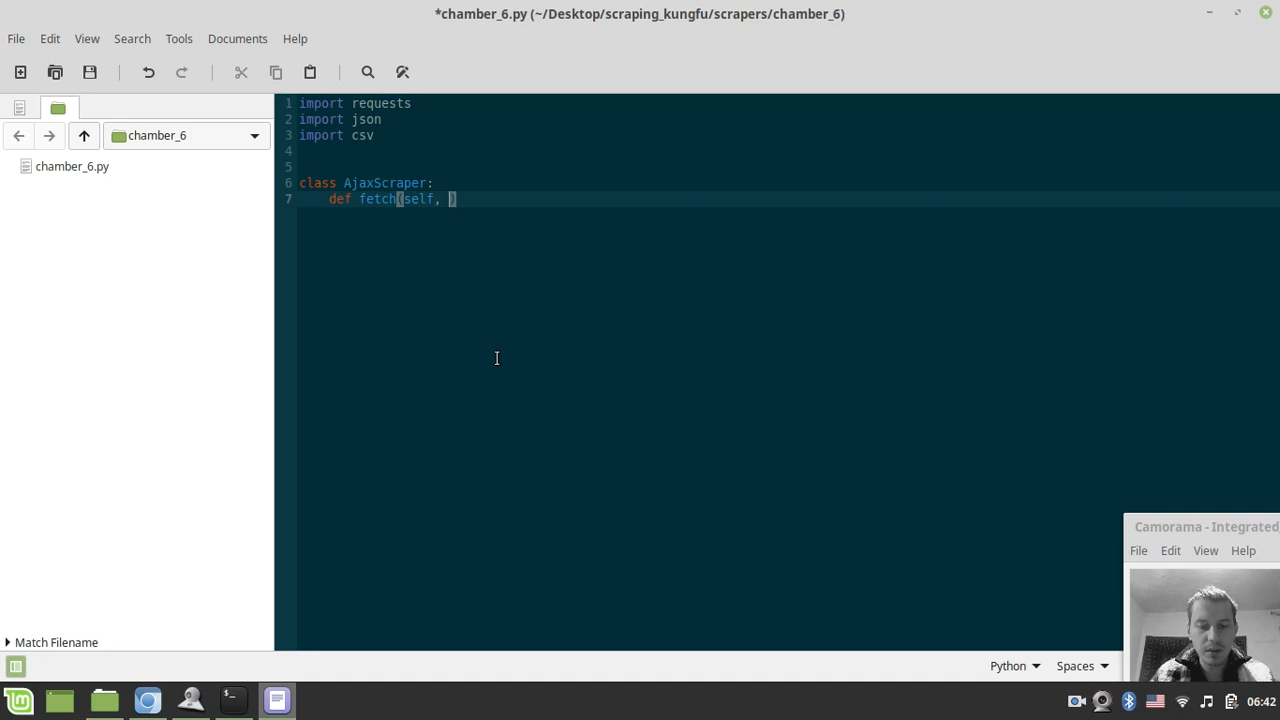 *chamber_6.py (~/Desktop/scraping_kungfu/scrapers/chamber_6)
File Edit View Search Tools Documents Help
chamber_6
chamber_6.py
1 import requests
2 import json
3 import csv
4
5
6 class AjaxScraper:
7     def fetch(self, )
Camorama - Integrated
File Edit View Help
Match Filename
Python Spaces
06:42